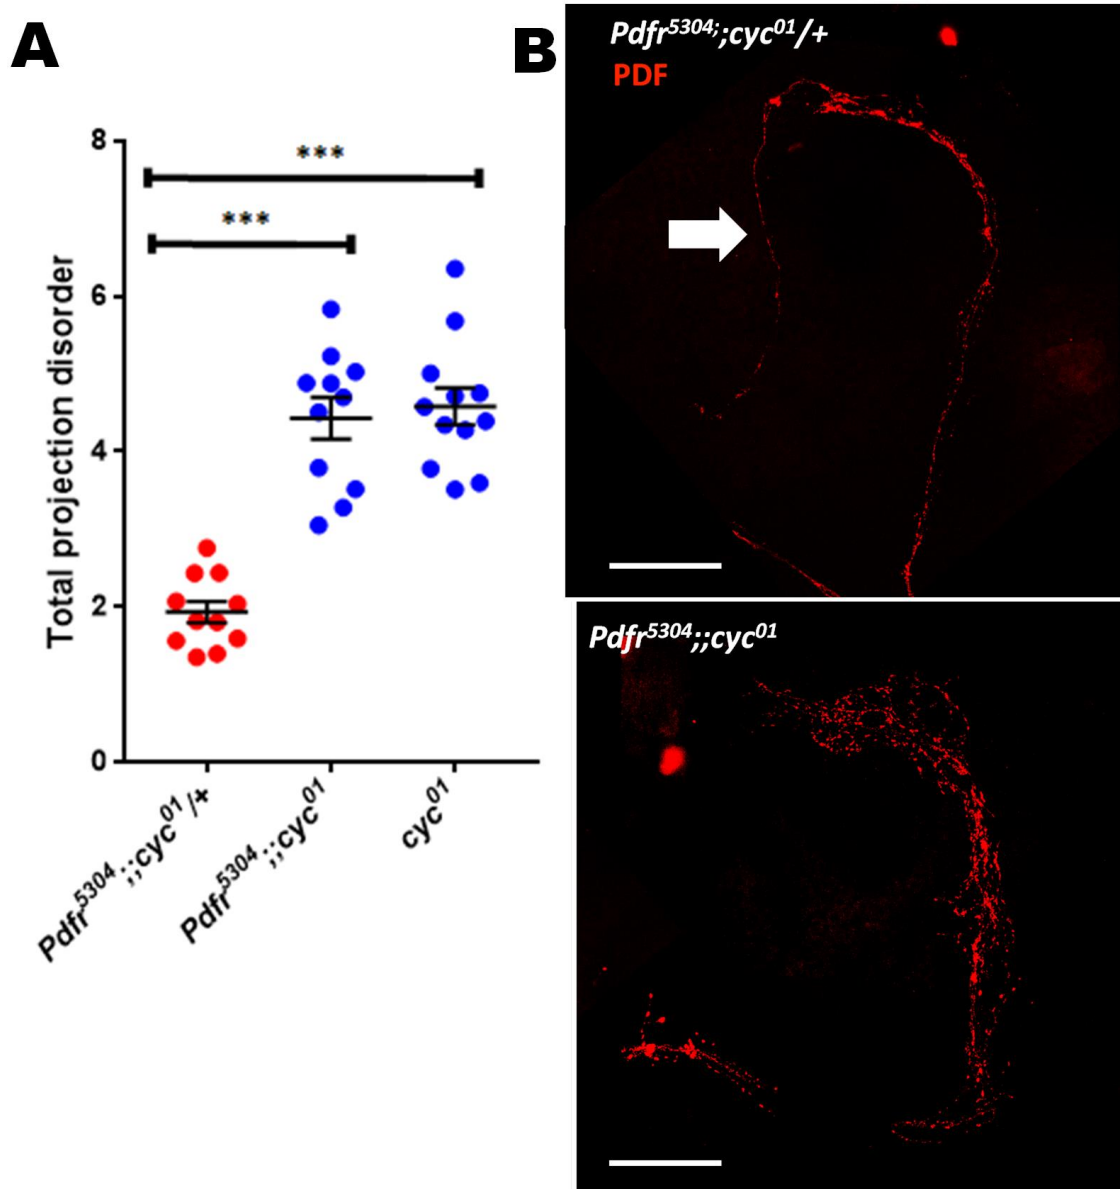 A
B
Pdfr⁵³⁰⁴;;cyc⁰¹/+
PDF
***
***
8
6
4
2
0
Total projection disorder
Pdfr⁵³⁰⁴;;cyc⁰¹/+
Pdfr⁵³⁰⁴;;cyc⁰¹
cyc⁰¹
Pdfr⁵³⁰⁴;;cyc⁰¹